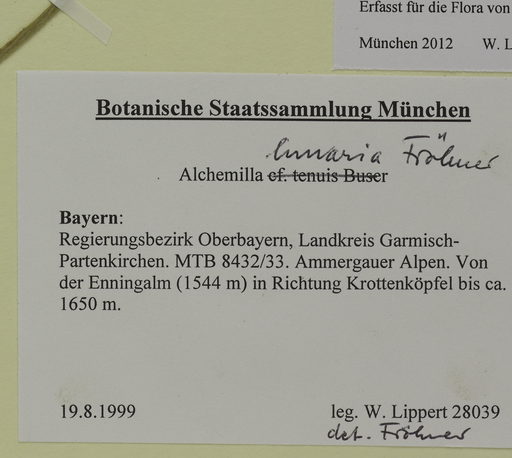 Erfasst für die Flora von
München 2012 W. L
Botanische Staatssammlung München
lunaria Fröhner
Alchemilla cf. tenuis Buser
Bayern:
Regierungsbezirk Oberbayern, Landkreis Garmisch-
Partenkirchen. MTB 8432/33. Ammergauer Alpen. Von
der Enningalm (1544 m) in Richtung Krottenköpfel bis ca.
1650 m.
19.8.1999 leg. W. Lippert 28039
det. Fröhner